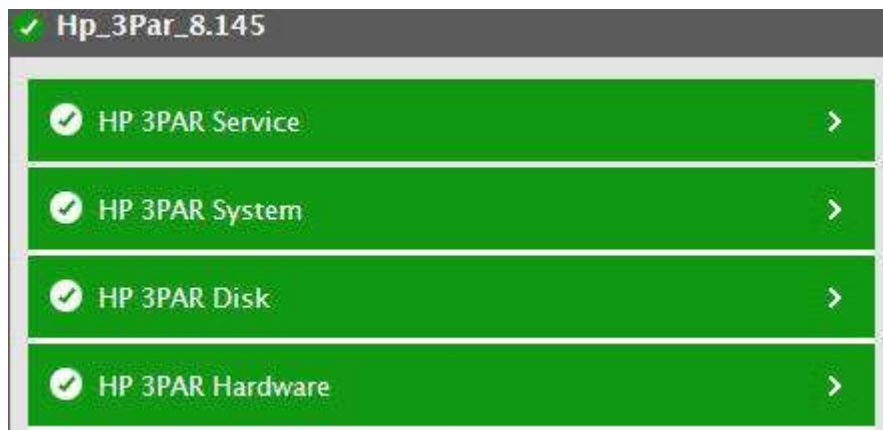 Hp_3Par_8.145
HP 3PAR Service
HP 3PAR System
HP 3PAR Disk
HP 3PAR Hardware